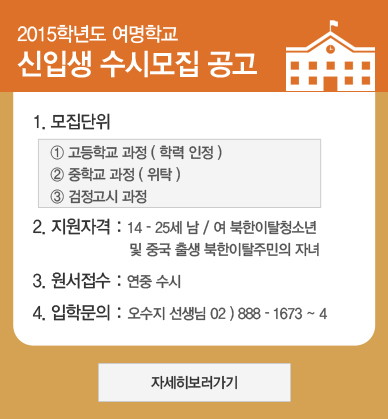 2015학년도 여명학교
신입생 수시모집 공고
1. 모집단위
① 고등학교 과정 ( 학력 인정 )
② 중학교 과정 ( 위탁 )
③ 검정고시 과정
2. 지원자격 : 14 - 25세 남 / 여 북한이탈청소년
및 중국 출생 북한이탈주민의 자녀
3. 원서접수 : 연중 수시
4. 입학문의 : 오수지 선생님 02 ) 888 - 1673 ~ 4
자세히보러가기